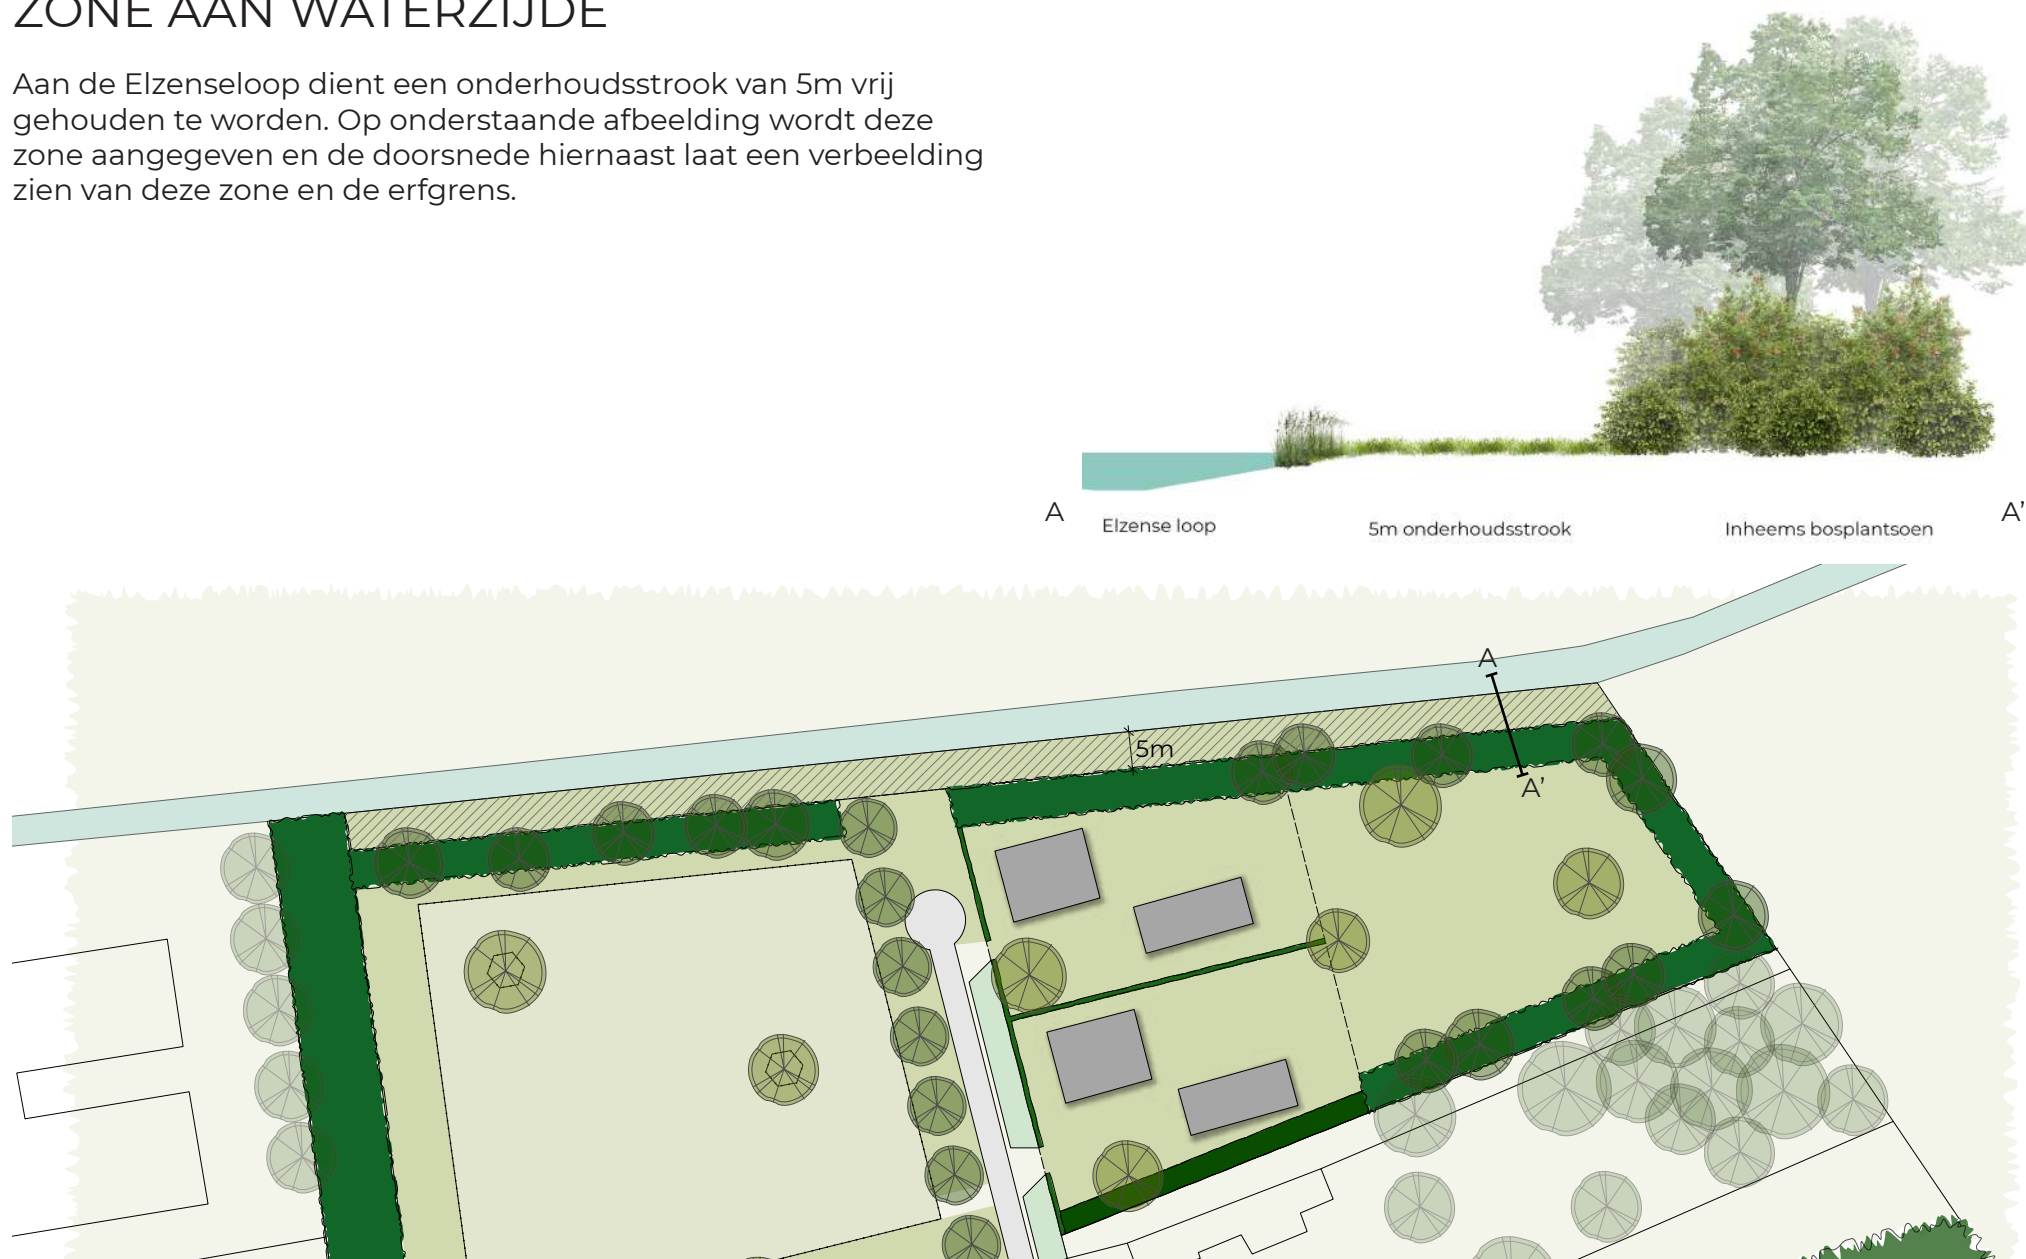 ZONE AAN WATERZIJDE
Aan de Elzenseloop dient een onderhoudsstrook van 5m vrij
gehouden te worden. Op onderstaande afbeelding wordt deze
zone aangegeven en de doorsnede hiernaast laat een verbeelding
zien van deze zone en de erfgrens.
A
Elzense loop
5m onderhoudsstrook
Inheems bosplantsoen
A’
A
5m
A’